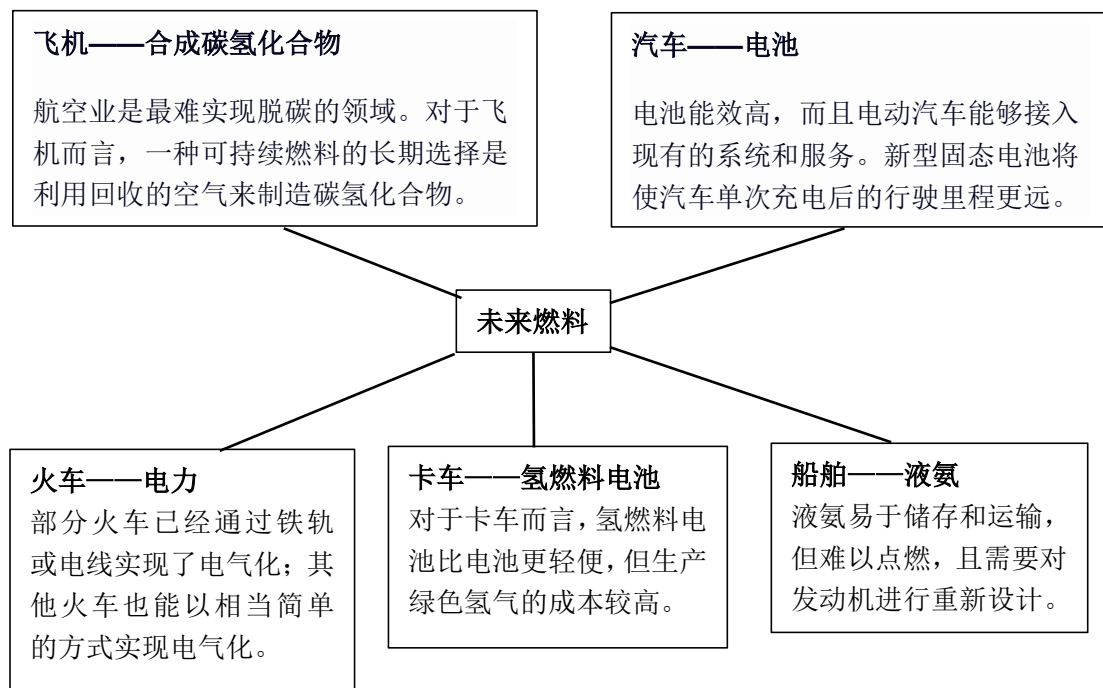 飞机——合成碳氢化合物
航空业是最难实现脱碳的领域。对于飞
机而言，一种可持续燃料的长期选择是
利用回收的空气来制造碳氢化合物。
汽车——电池
电池能效高，而且电动汽车能够接入
现有的系统和服务。新型固态电池将
使汽车单次充电后的行驶里程更远。
未来燃料
火车——电力
部分火车已经通过铁轨
或电线实现了电气化；其
他火车也能以相当简单
的方式实现电气化。
卡车——氢燃料电池
对于卡车而言，氢燃料电
池比电池更轻便，但生产
绿色氢气的成本较高。
船舶——液氨
液氨易于储存和运输，
但难以点燃，且需要对
发动机进行重新设计。